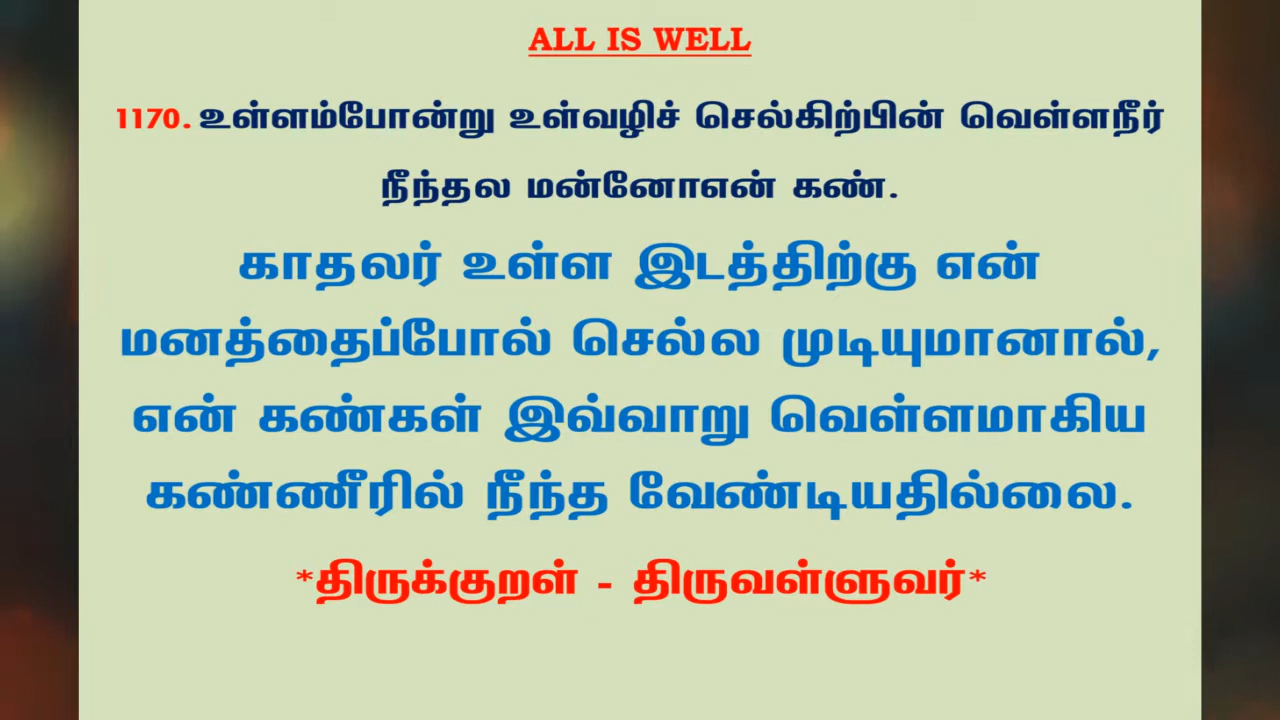 ALL IS WELL
1170. உள்ளம்போன்று உள்வழிச் செல்கிற்பின் வெள்ளநீர்
நீந்தல மன்னோஎன் கண்.
காதலர் உள்ள இடத்திற்கு என்
மனத்தைப்போல் செல்ல முடியுமானால்,
என் கண்கள் இவ்வாறு வெள்ளமாகிய
கண்ணீரில் நீந்த வேண்டியதில்லை.
*திருக்குறள் - திருவள்ளுவர்*